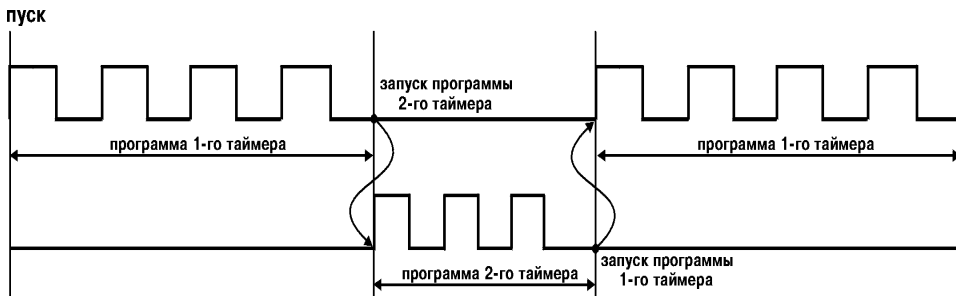 пуск
запуск программы
2-го таймера
программа 1-го таймера
программа 1-го таймера
запуск программы
1-го таймера
программа 2-го таймера